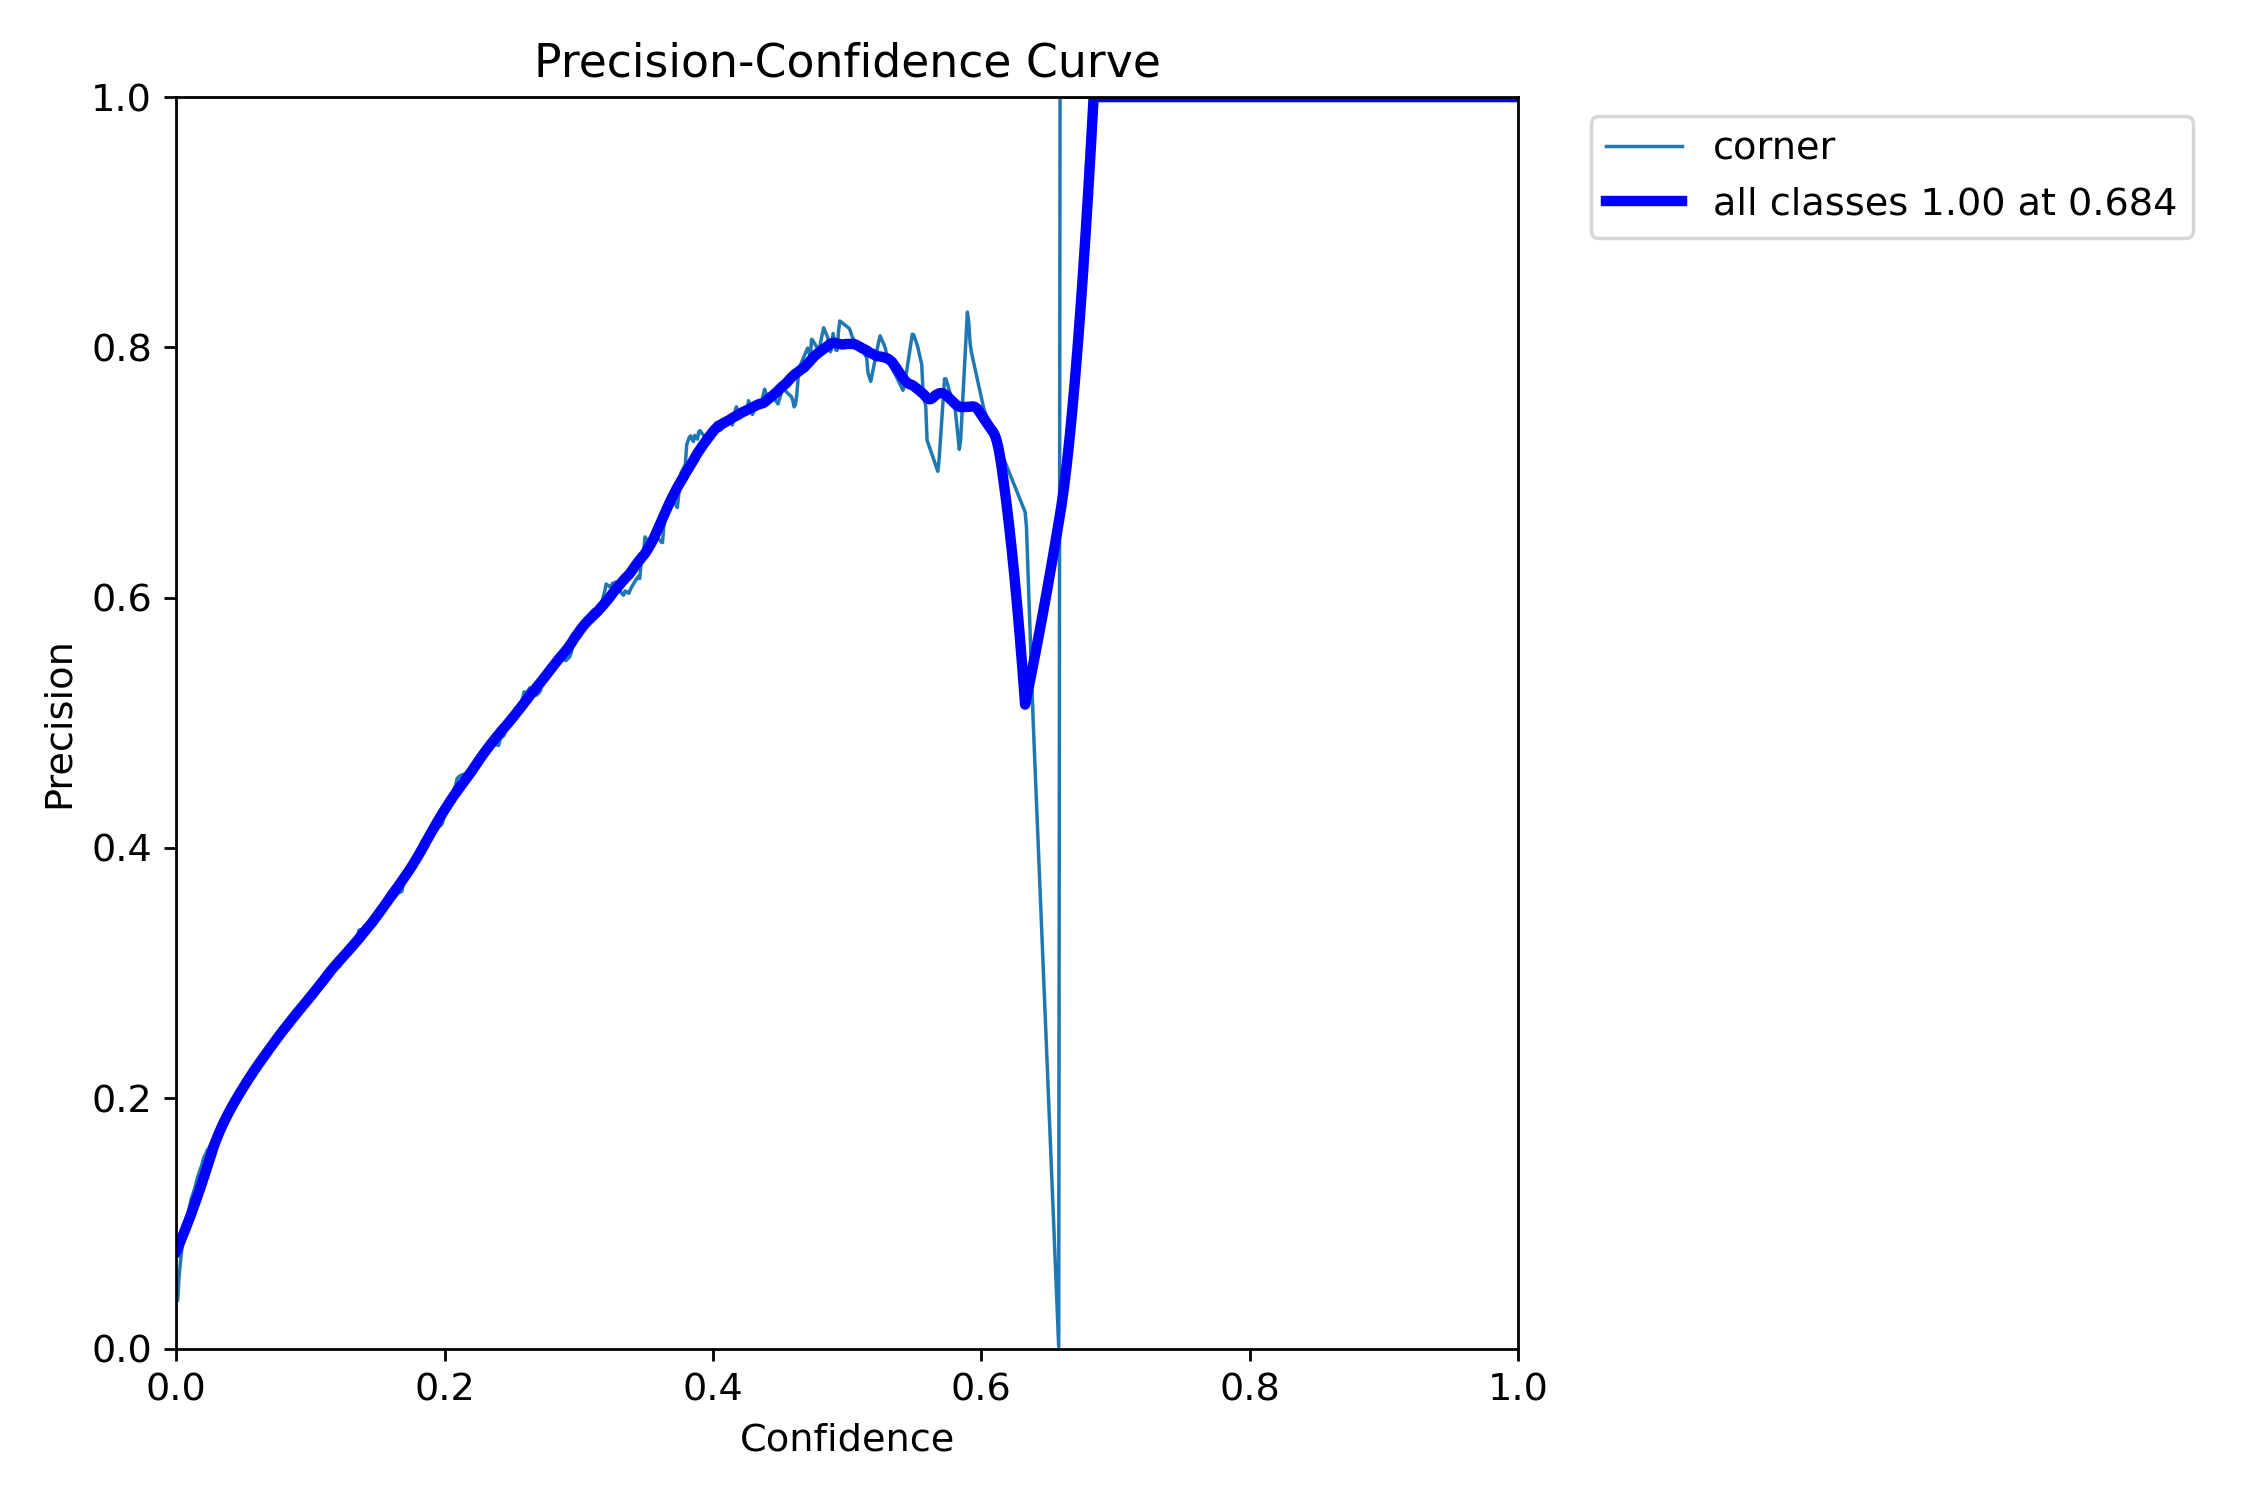 Precision-Confidence Curve
1.0
0.8
0.6
0.4
0.2
0.0
Precision
0.0 0.2 0.4 0.6 0.8 1.0
Confidence
corner
all classes 1.00 at 0.684